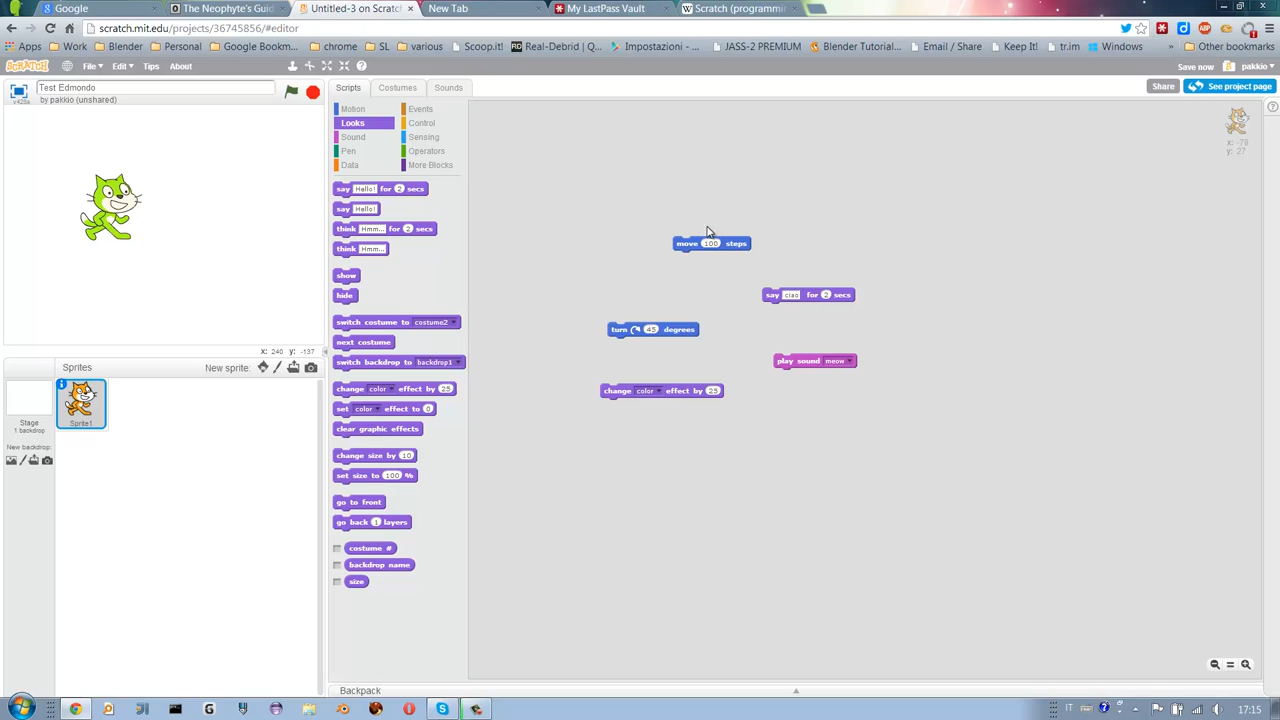 Google
The Neophyte's Guid
Untitled-3 on Scratch
New Tab
My LastPass Vault
Scratch (programmi
scratch.mit.edu/projects/36745856/#editor
Apps
Work
Blender
Personal
Google Bookm...
chrome
SL
various
Scoop.it!
Real-Debrid | Q...
Impostazioni - ...
JASS-2 PREMIUM
Blender Tutorial...
Email / Share
Keep It!
tr.im
Windows
»
Other bookmarks
SCRATCH
File
Edit
Tips
About
Save now
pakkio
Test Edmondo
by pakkio (unshared)
Scripts
Costumes
Sounds
Share
See project page
Motion
Events
Looks
Control
Sound
Sensing
Pen
Operators
Data
More Blocks
x: -78
y: 27
say Hello! for 2 secs
say Hello!
think Hmm... for 2 secs
think Hmm...
show
hide
switch costume to costume2
next costume
switch backdrop to backdrop1
change color effect by 25
set color effect to 0
clear graphic effects
change size by 10
set size to 100 %
go to front
go back 1 layers
costume #
backdrop name
size
move 100 steps
say ciao for 2 secs
turn 45 degrees
play sound meow
change color effect by 25
x: 240 y: -137
Sprites
New sprite:
Stage
1 backdrop
New backdrop:
Sprite1
Backpack
IT
17:15